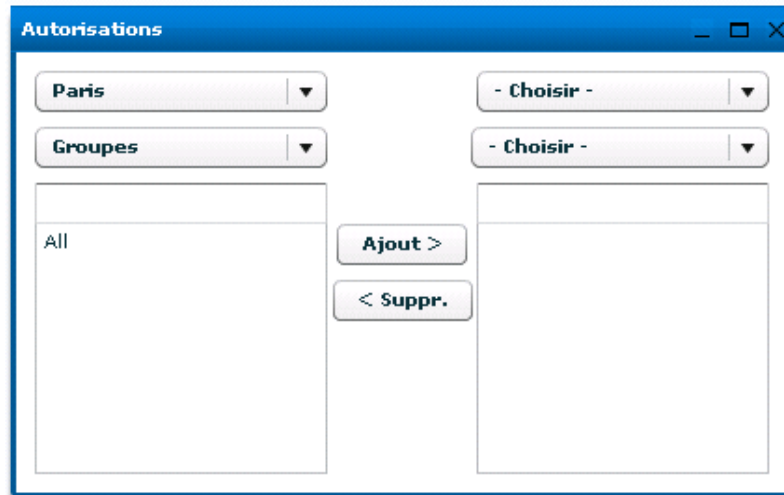 Autorisations
Paris
- Choisir -
Groupes
- Choisir -
All
Ajout >
< Suppr.